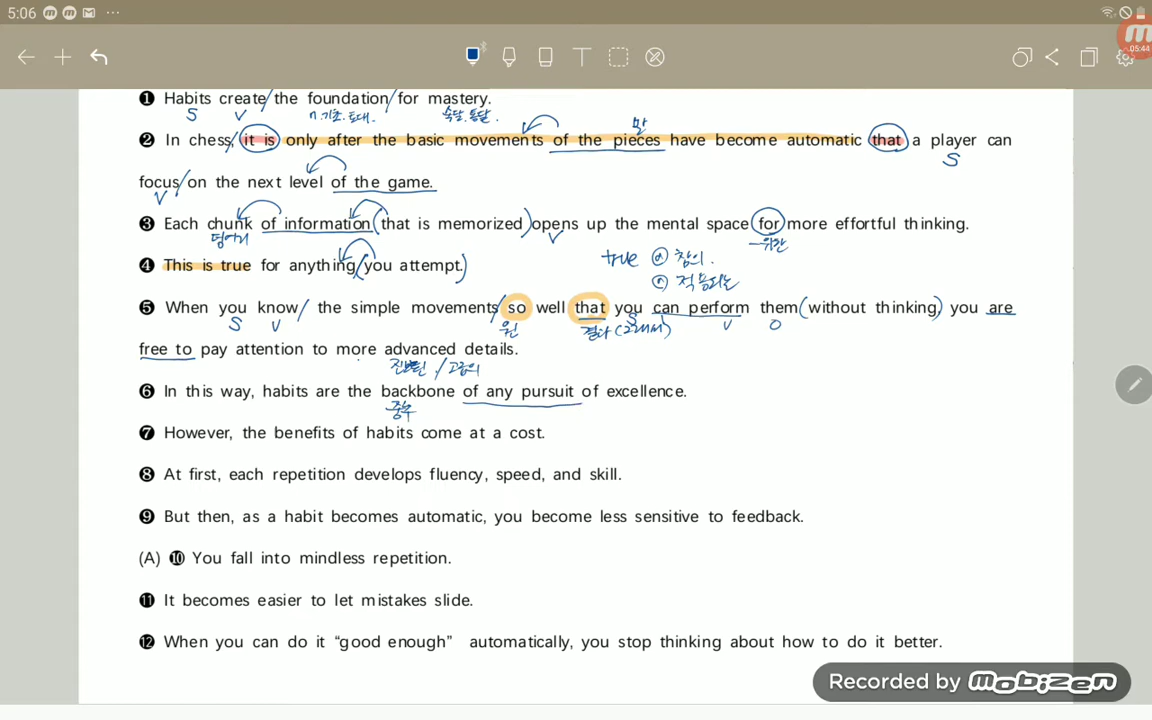 5:06
05:44
❶ Habits create the foundation for mastery.
S V n.기초.토대. 숙달.통달.
말
❷ In chess, it is only after the basic movements of the pieces have become automatic that a player can
S
focus on the next level of the game.
V
❸ Each chunk of information that is memorized opens up the mental space for more effortful thinking.
덩어리 V
true ⓐ 참의.
❹ This is true for anything you attempt.
ⓐ 적용되는
❺ When you know the simple movements so well that you can perform them without thinking you are
S V 원 결과(그래서) S V O
free to pay attention to more advanced details.
/고급의
❻ In this way, habits are the backbone of any pursuit of excellence.
중추
❼ However, the benefits of habits come at a cost.
❽ At first, each repetition develops fluency, speed, and skill.
❾ But then, as a habit becomes automatic, you become less sensitive to feedback.
(A) ❿ You fall into mindless repetition.
⓫ It becomes easier to let mistakes slide.
⓬ When you can do it “good enough” automatically, you stop thinking about how to do it better.
Recorded by mobizen